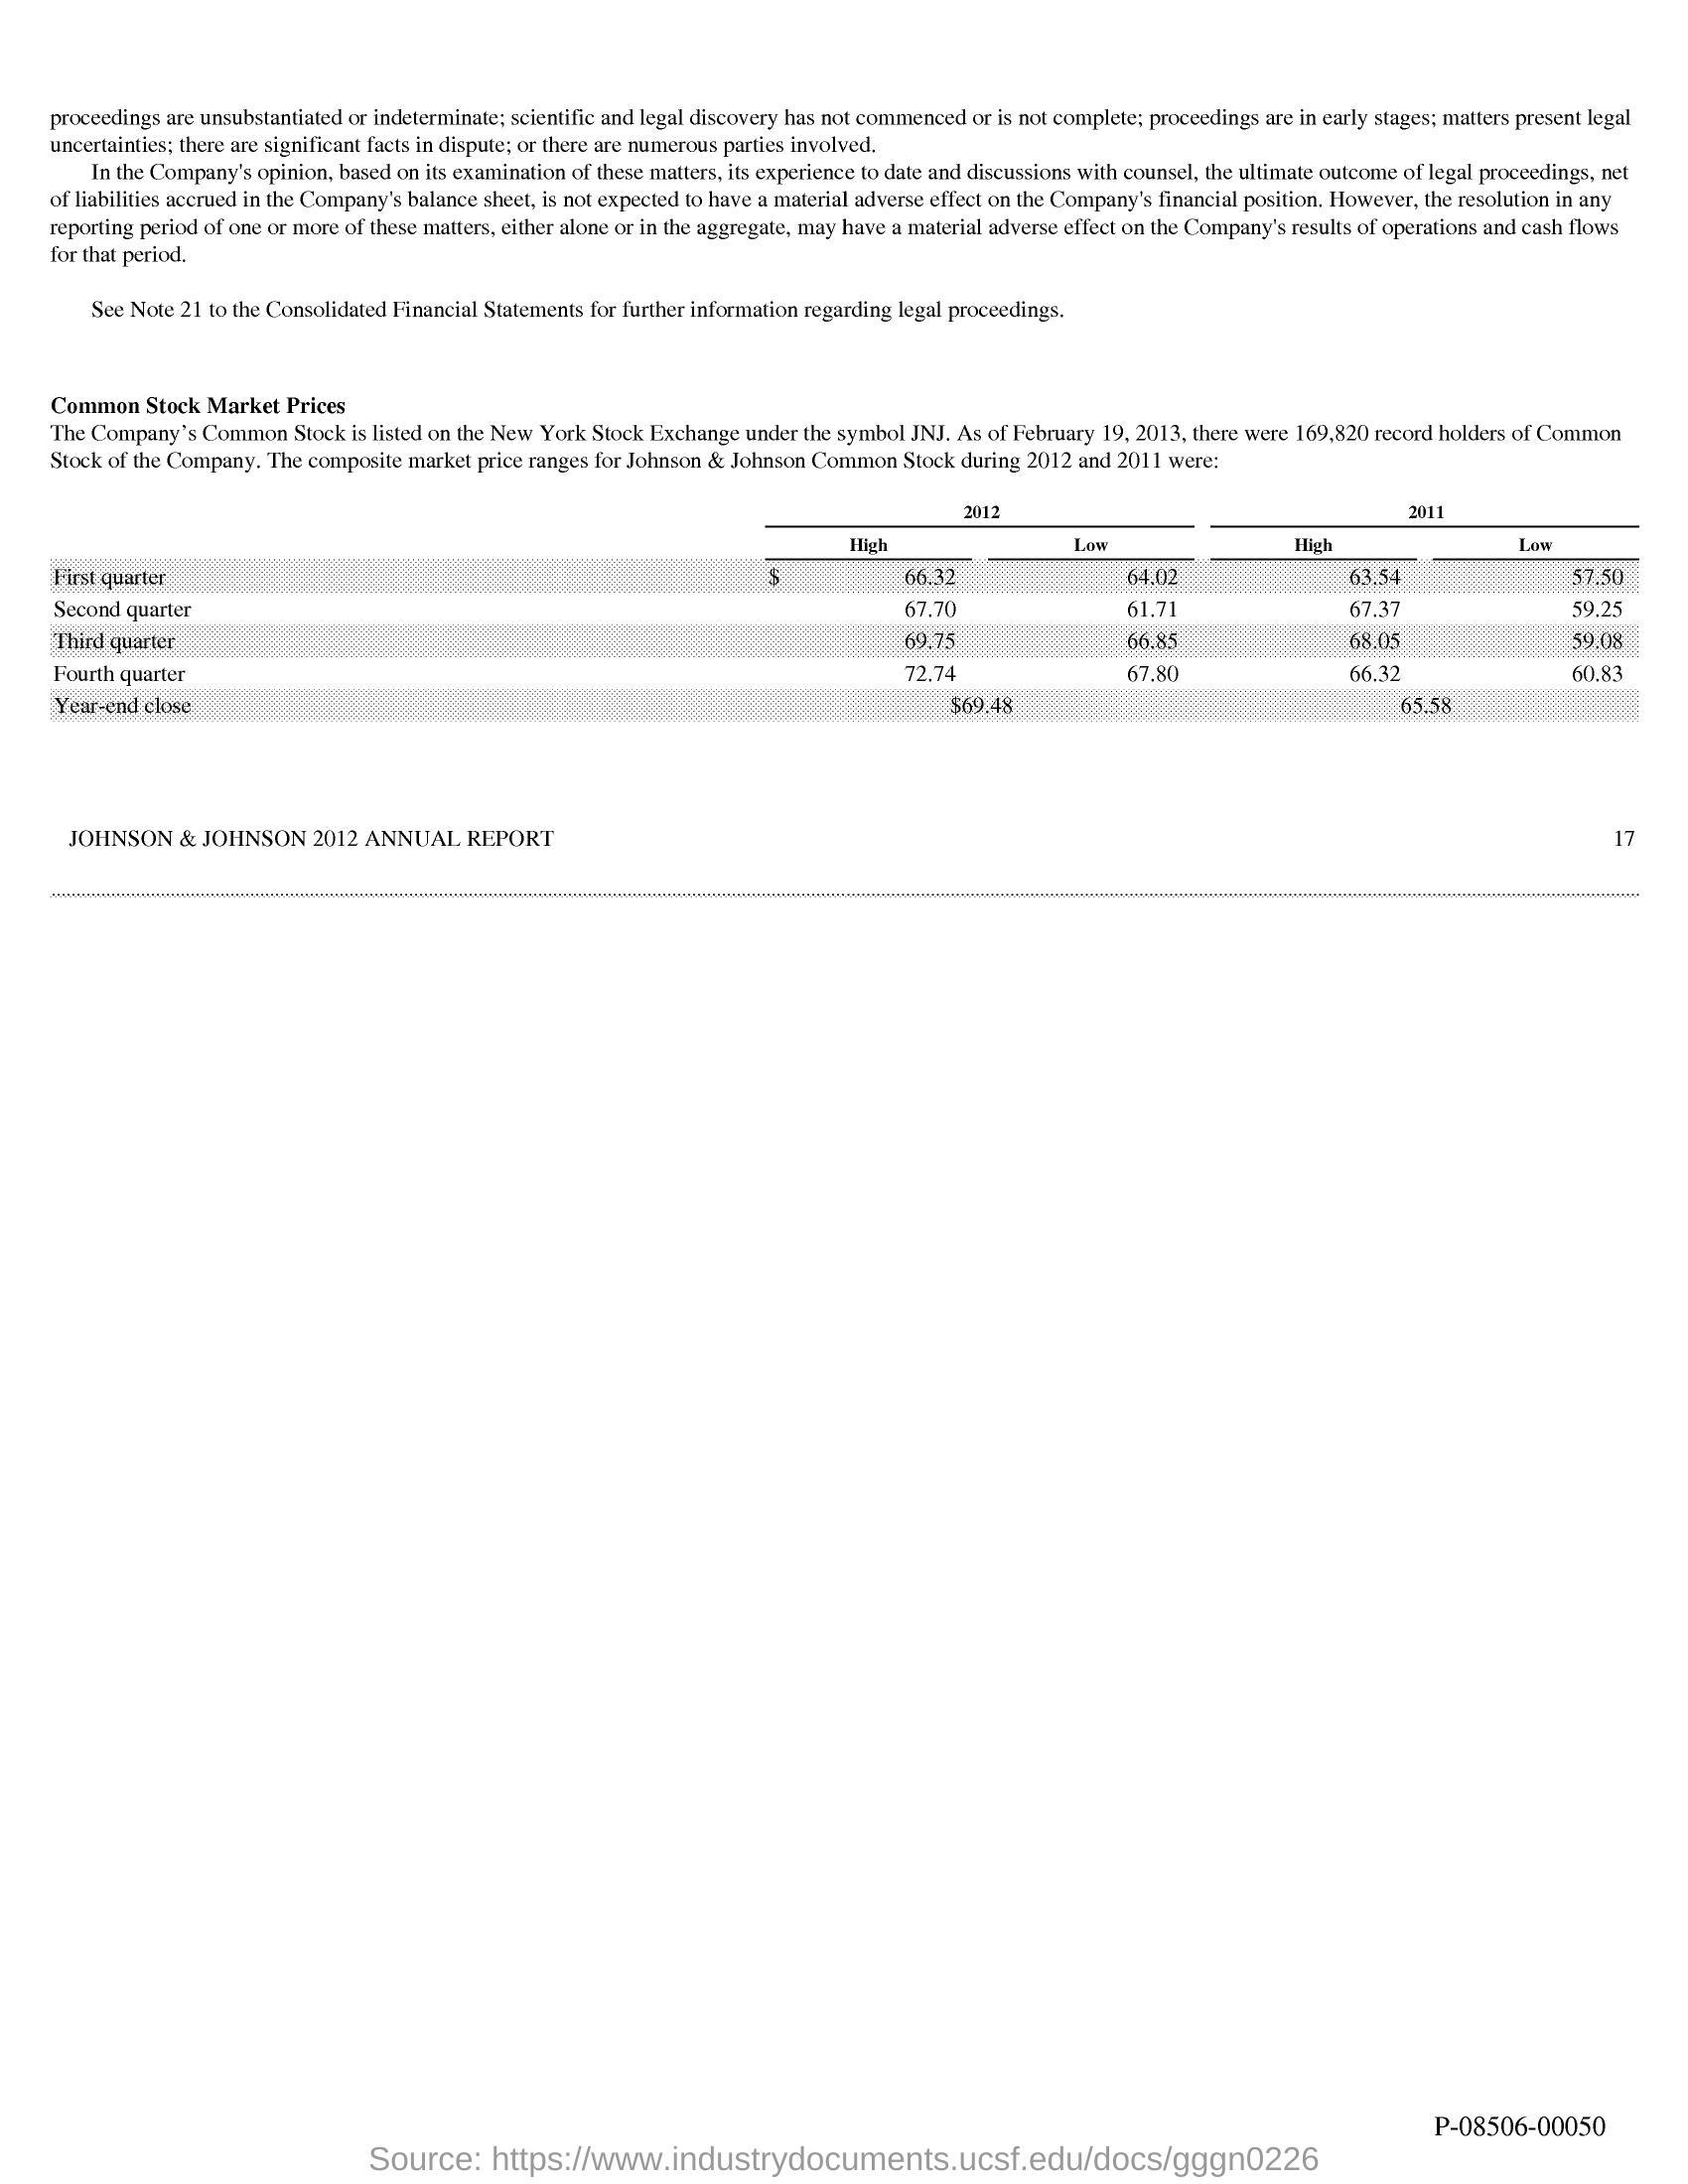 proceedings are unsubstantiated or indeterminate; scientific and legal discovery has not commenced or is not complete; proceedings are in early stages; matters present legal
uncertainties; there are significant facts in dispute; or there are numerous parties involved.
In the Company's opinion, based on its examination of these matters, its experience to date and discussions with counsel, the ultimate outcome of legal proceedings, net
of liabilities accrued in the Company's balance sheet, is not expected to have a material adverse effect on the Company's financial position. However, the resolution in any
reporting period of one or more of these matters, either alone or in the aggregate, may have a material adverse effect on the Company's results of operations and cash flows
for that period.
See Note 21 to the Consolidated Financial Statements for further information regarding legal proceedings.
Common Stock Market Prices
The Company’s Common Stock is listed on the New York Stock Exchange under the symbol JNJ. As of February 19, 2013, there were 169,820 record holders of Common
Stock of the Company. The composite market price ranges for Johnson & Johnson Common Stock during 2012 and 2011 were:
2012 2011
High Low High Low
First quarter $ 66.32 64.02 63.54 57.50
Second quarter 67.70 61.71 67.37 59.25
Third quarter 69.75 66.85 68.05 59.08
Fourth quarter 72.74 67.80 66.32 60.83
Year-end close $69.48 65.58
JOHNSON & JOHNSON 2012 ANNUAL REPORT 17
P-08506-00050
Source: https://www.industrydocuments.ucsf.edu/docs/gggn0226